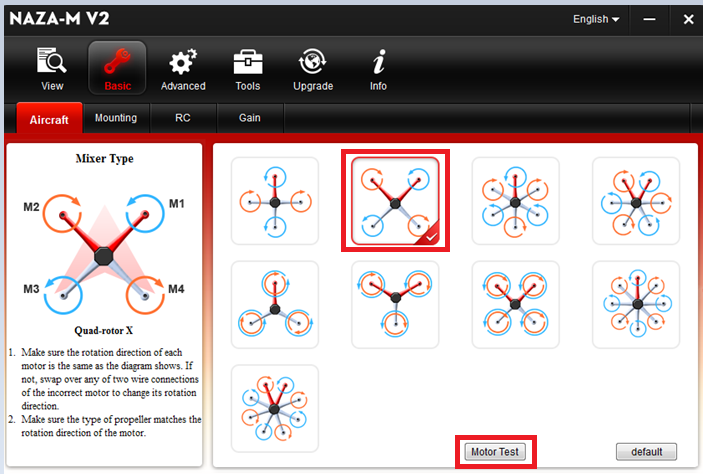 NAZA-M V2
English
View
Basic
Advanced
Tools
Upgrade
Info
Aircraft
Mounting
RC
Gain
Mixer Type
M2
M1
M3
M4
Quad-rotor X
1. Make sure the rotation direction of each
motor is the same as the diagram shows. If
not, swap over any of two wire connections
of the incorrect motor to change its rotation
direction.
2. Make sure the type of propeller matches the
rotation direction of the motor.
Motor Test
default